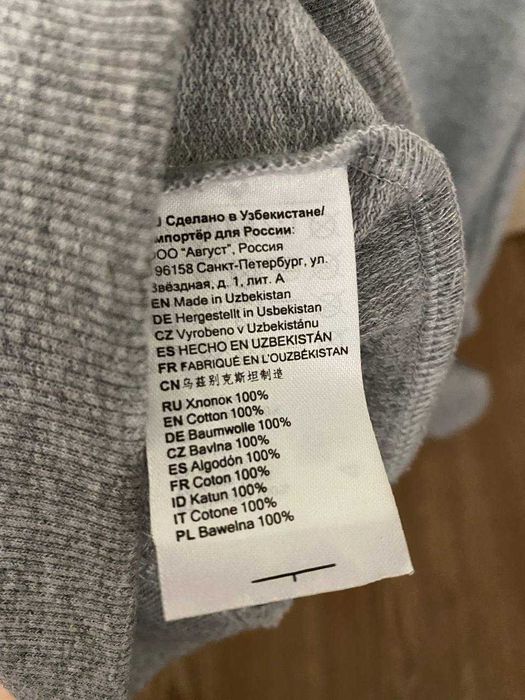 U Сделано в Узбекистане/
мпортёр для России:
ОО "Август", Россия
96158 Санкт-Петербург, ул.
Звёздная, д. 1, лит. А
EN Made in Uzbekistan
DE Hergestellt in Usbekistan
CZ Vyrobeno v Uzbekistánu
ES HECHO EN UZBEKISTÁN
FR FABRIQUÉ EN L'OUZBÉKISTAN
CN 乌兹别克斯坦制造
RU Хлопок 100%
EN Cotton 100%
DE Baumwolle 100%
CZ Bavlna 100%
ES Algodón 100%
FR Coton 100%
ID Katun 100%
IT Cotone 100%
PL Bawelna 100%